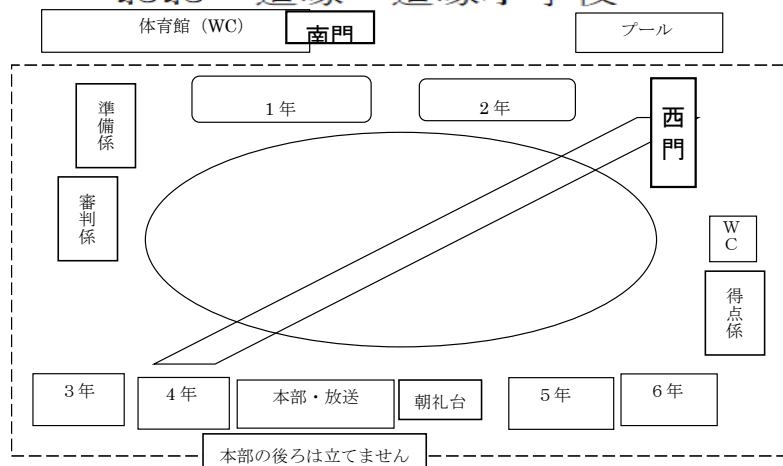 体育館（WC）
南門
プール
準備係
1年
2年
西門
審判係
WC
得点係
3年
4年
本部・放送
朝礼台
5年
6年
本部の後ろは立てません